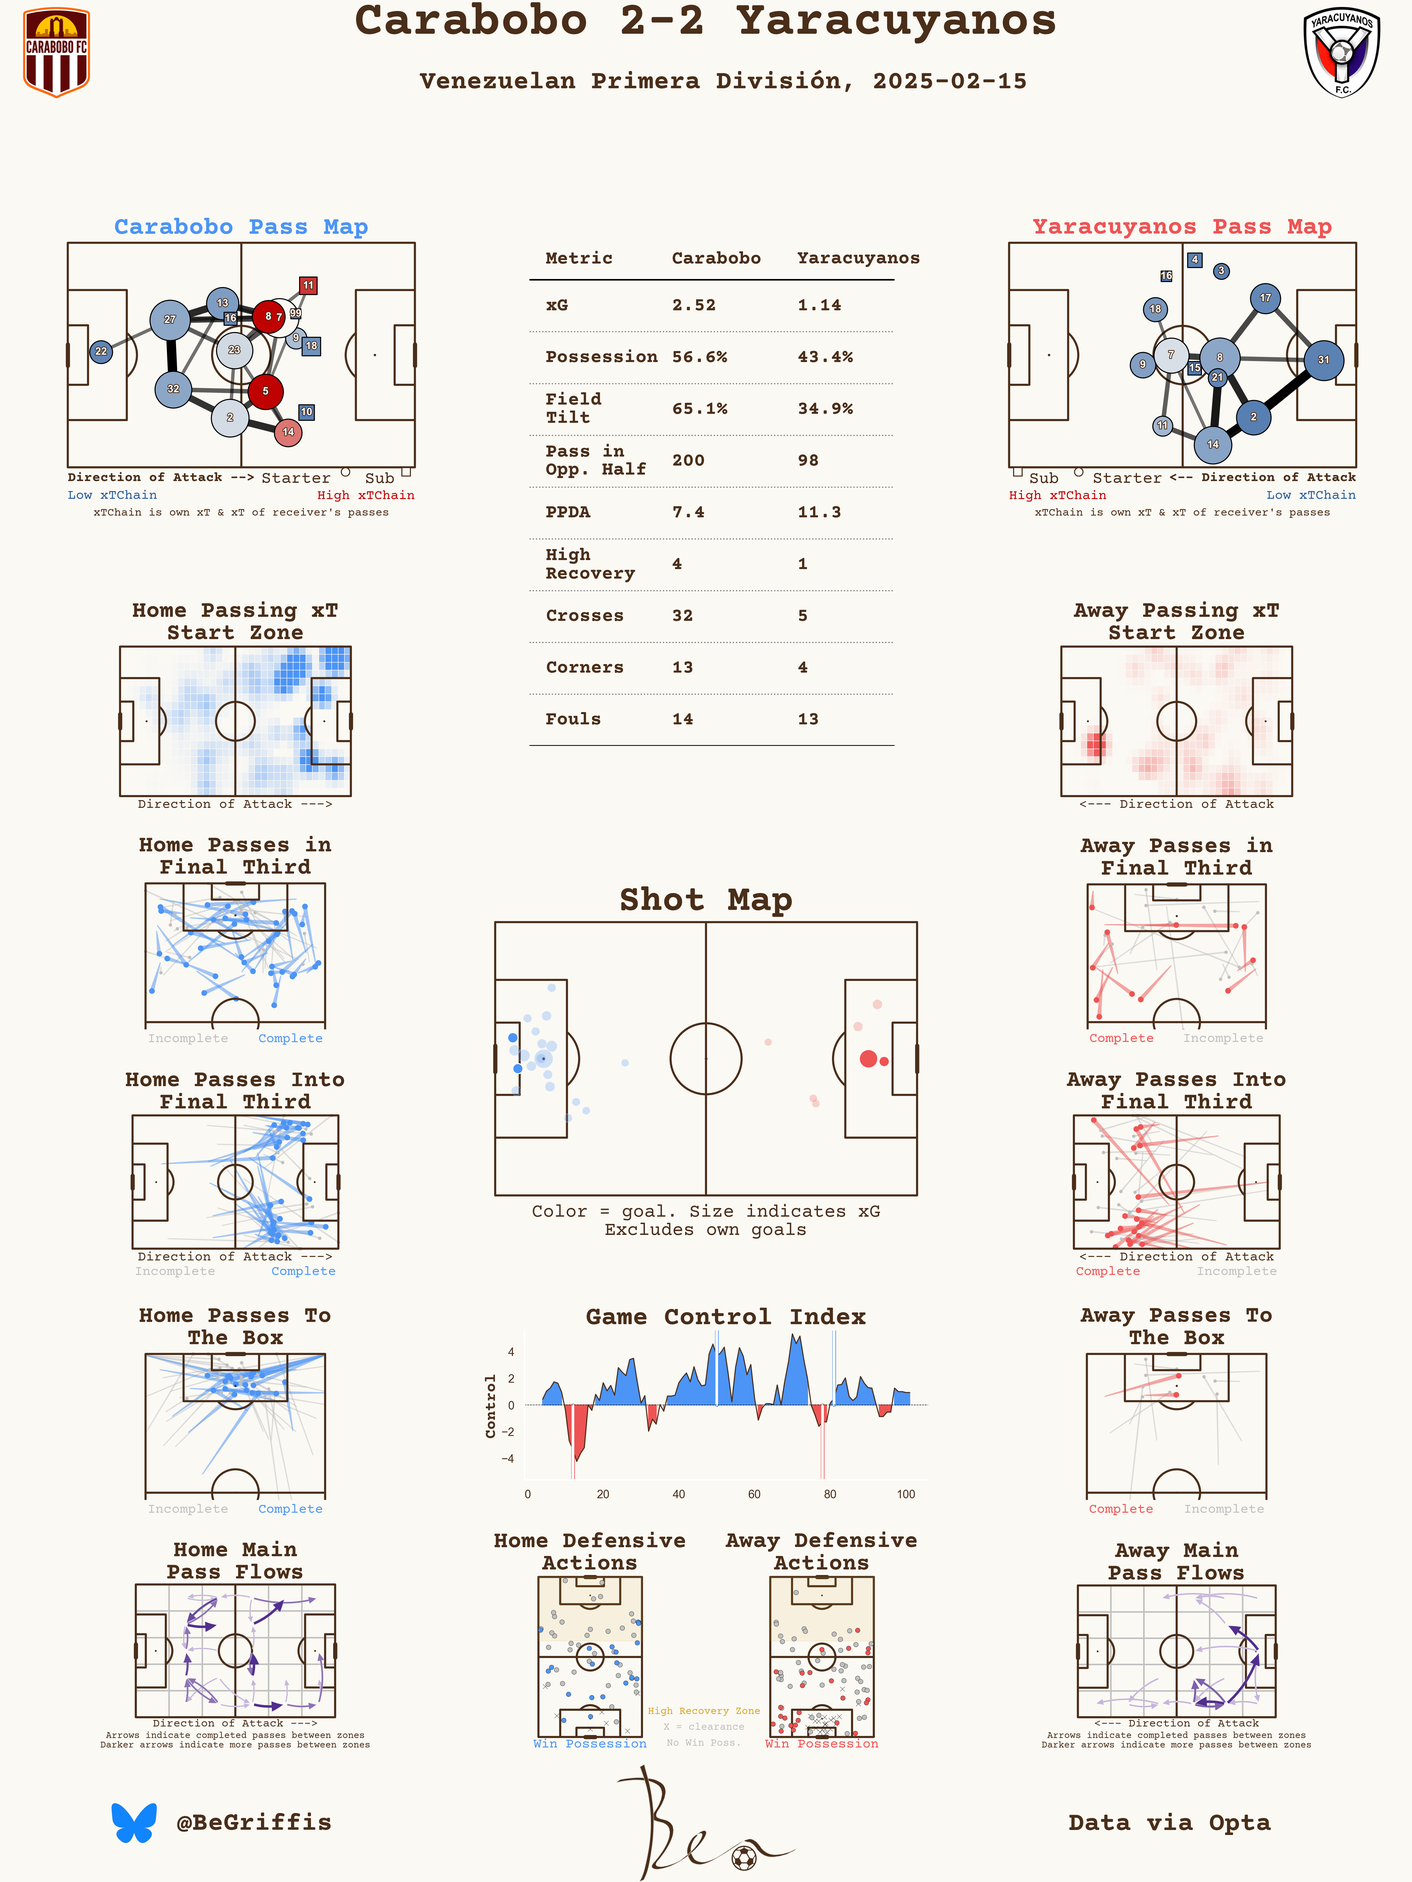 Carabobo 2-2 Yaracuyanos
Venezuelan Primera División, 2025-02-15
CARABOBO FC
YARACUYANOS
F.C.
Carabobo Pass Map
22
27
13
16
8
7
99
11
9
18
23
32
5
2
10
14
Direction of Attack --> Starter Sub
Low xTChain High xTChain
xTChain is own xT & xT of receiver's passes
Metric Carabobo Yaracuyanos
xG 2.52 1.14
Possession 56.6% 43.4%
Field
Tilt 65.1% 34.9%
Pass in
Opp. Half 200 98
PPDA 7.4 11.3
High
Recovery 4 1
Crosses 32 5
Corners 13 4
Fouls 14 13
Yaracuyanos Pass Map
4
16
3
18
17
7
8
9
15
21
31
11
2
14
Sub Starter <-- Direction of Attack
High xTChain Low xTChain
xTChain is own xT & xT of receiver's passes
Home Passing xT
Start Zone
Direction of Attack --->
Away Passing xT
Start Zone
<--- Direction of Attack
Home Passes in
Final Third
Incomplete Complete
Away Passes in
Final Third
Complete Incomplete
Shot Map
Color = goal. Size indicates xG
Excludes own goals
Home Passes Into
Final Third
Direction of Attack --->
Incomplete Complete
Away Passes Into
Final Third
<--- Direction of Attack
Complete Incomplete
Home Passes To
The Box
Incomplete Complete
Game Control Index
Control
4
2
0
−2
−4
0 20 40 60 80 100
Away Passes To
The Box
Complete Incomplete
Home Main
Pass Flows
Direction of Attack --->
Arrows indicate completed passes between zones
Darker arrows indicate more passes between zones
Home Defensive
Actions
Win Possession
Away Defensive
Actions
Win Possession
High Recovery Zone
X = clearance
No Win Poss.
Away Main
Pass Flows
<--- Direction of Attack
Arrows indicate completed passes between zones
Darker arrows indicate more passes between zones
@BeGriffis
Data via Opta